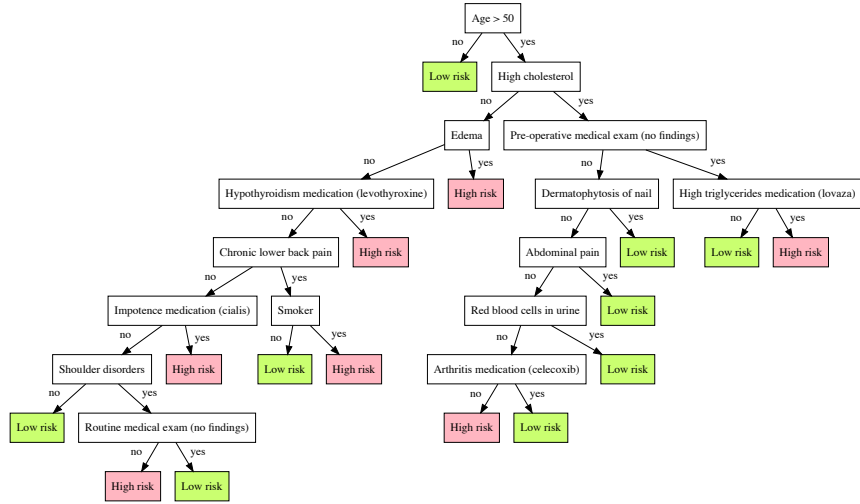 Age > 50
no
yes
Low risk
High cholesterol
no
yes
Edema
Pre-operative medical exam (no findings)
no
yes
no
yes
Hypothyroidism medication (levothyroxine)
High risk
Dermatophytosis of nail
High triglycerides medication (lovaza)
no
yes
no
yes
no
yes
Chronic lower back pain
High risk
Abdominal pain
Low risk
Low risk
High risk
no
yes
no
yes
Impotence medication (cialis)
Smoker
Red blood cells in urine
Low risk
no
yes
no
yes
no
yes
Shoulder disorders
High risk
Low risk
High risk
Arthritis medication (celecoxib)
Low risk
no
yes
no
yes
Low risk
Routine medical exam (no findings)
High risk
Low risk
no
yes
High risk
Low risk